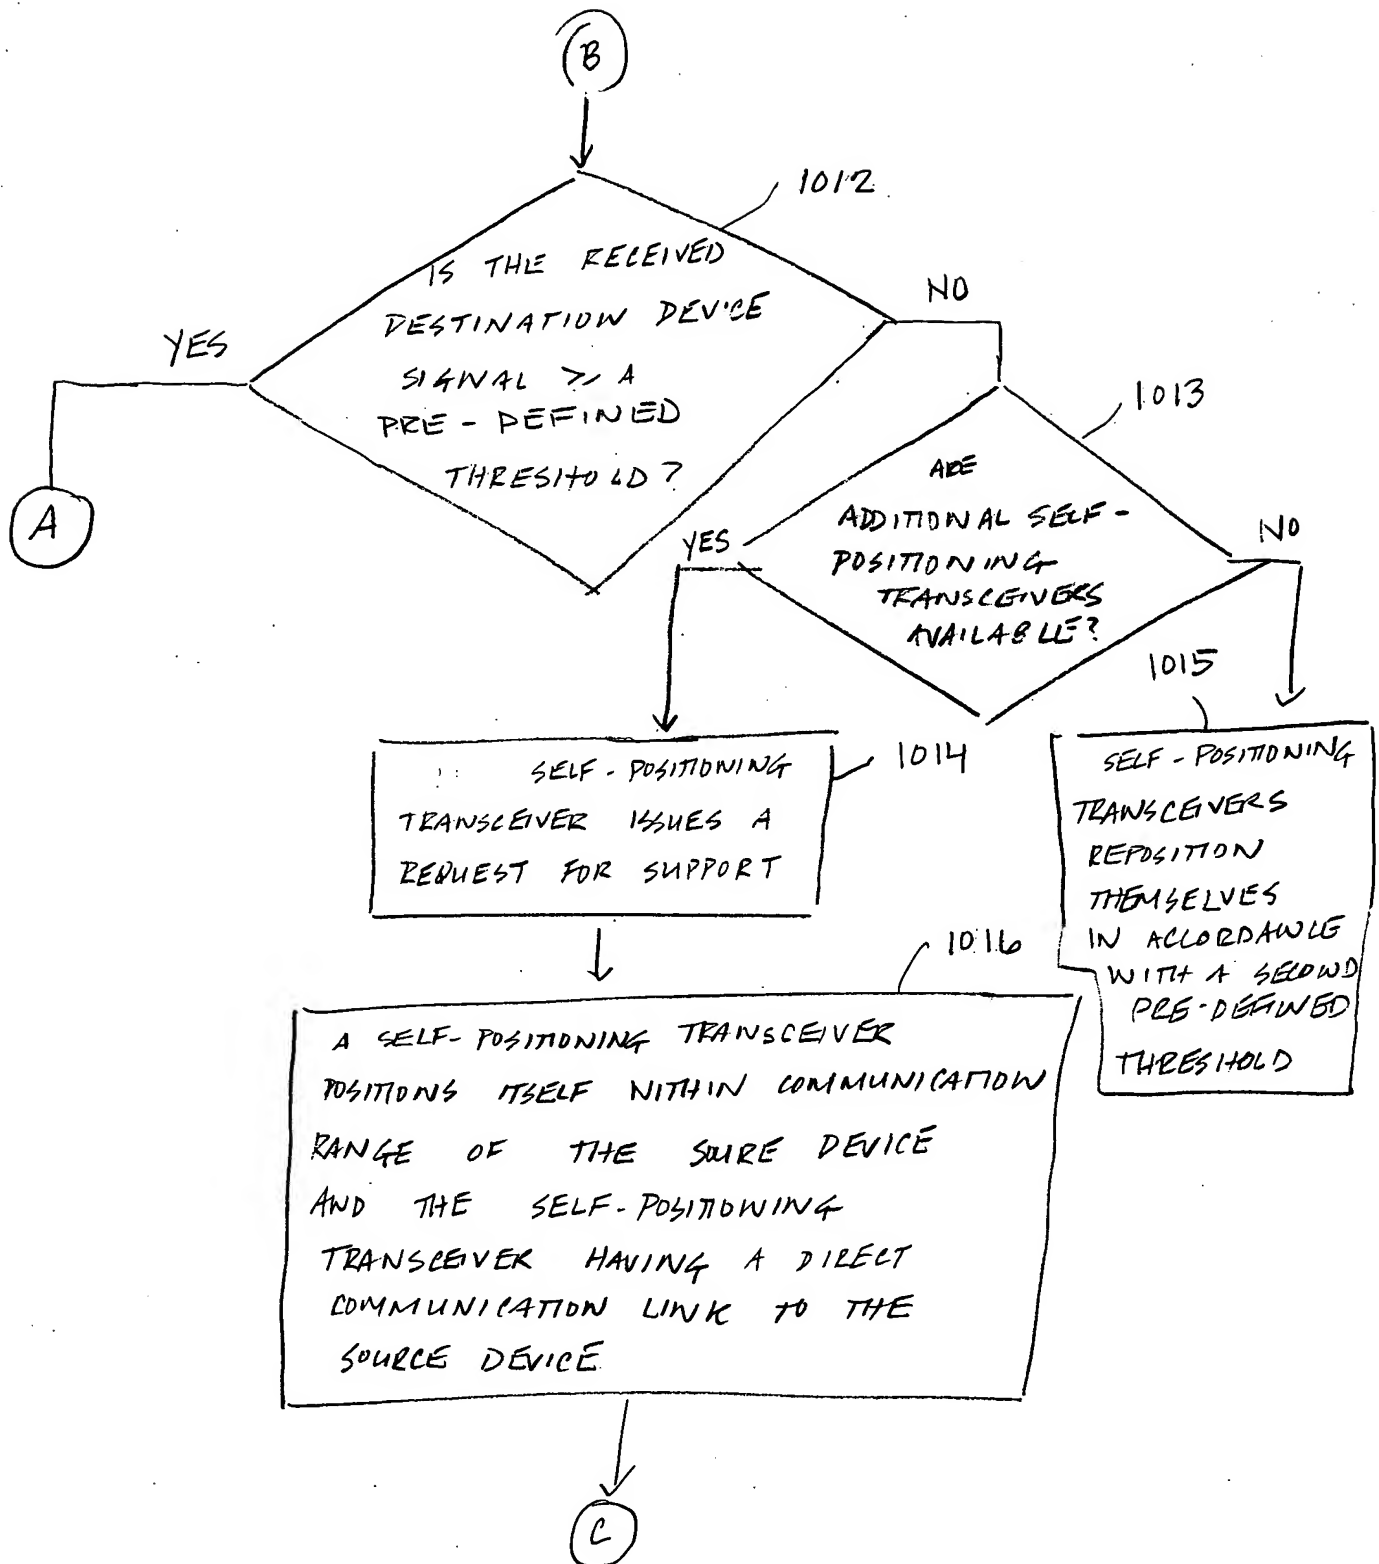 B
1012
IS THE RECEIVED
DESTINATION DEVICE
SIGNAL ≥ A
PRE-DEFINED
THRESHOLD?
YES
NO
A
1013
ARE
ADDITIONAL SELF-
POSITIONING
TRANSCEIVERS
AVAILABLE?
YES
NO
1014
SELF-POSITIONING
TRANSCEIVER ISSUES A
REQUEST FOR SUPPORT
1015
SELF-POSITIONING
TRANSCEIVERS
REPOSITION
THEMSELVES
IN ACCORDANCE
WITH A SECOND
PRE-DEFINED
THRESHOLD
1016
A SELF-POSITIONING TRANSCEIVER
POSITIONS ITSELF WITHIN COMMUNICATION
RANGE OF THE SOURE DEVICE
AND THE SELF-POSITIONING
TRANSCEIVER HAVING A DIRECT
COMMUNICATION LINK TO THE
SOURCE DEVICE
C